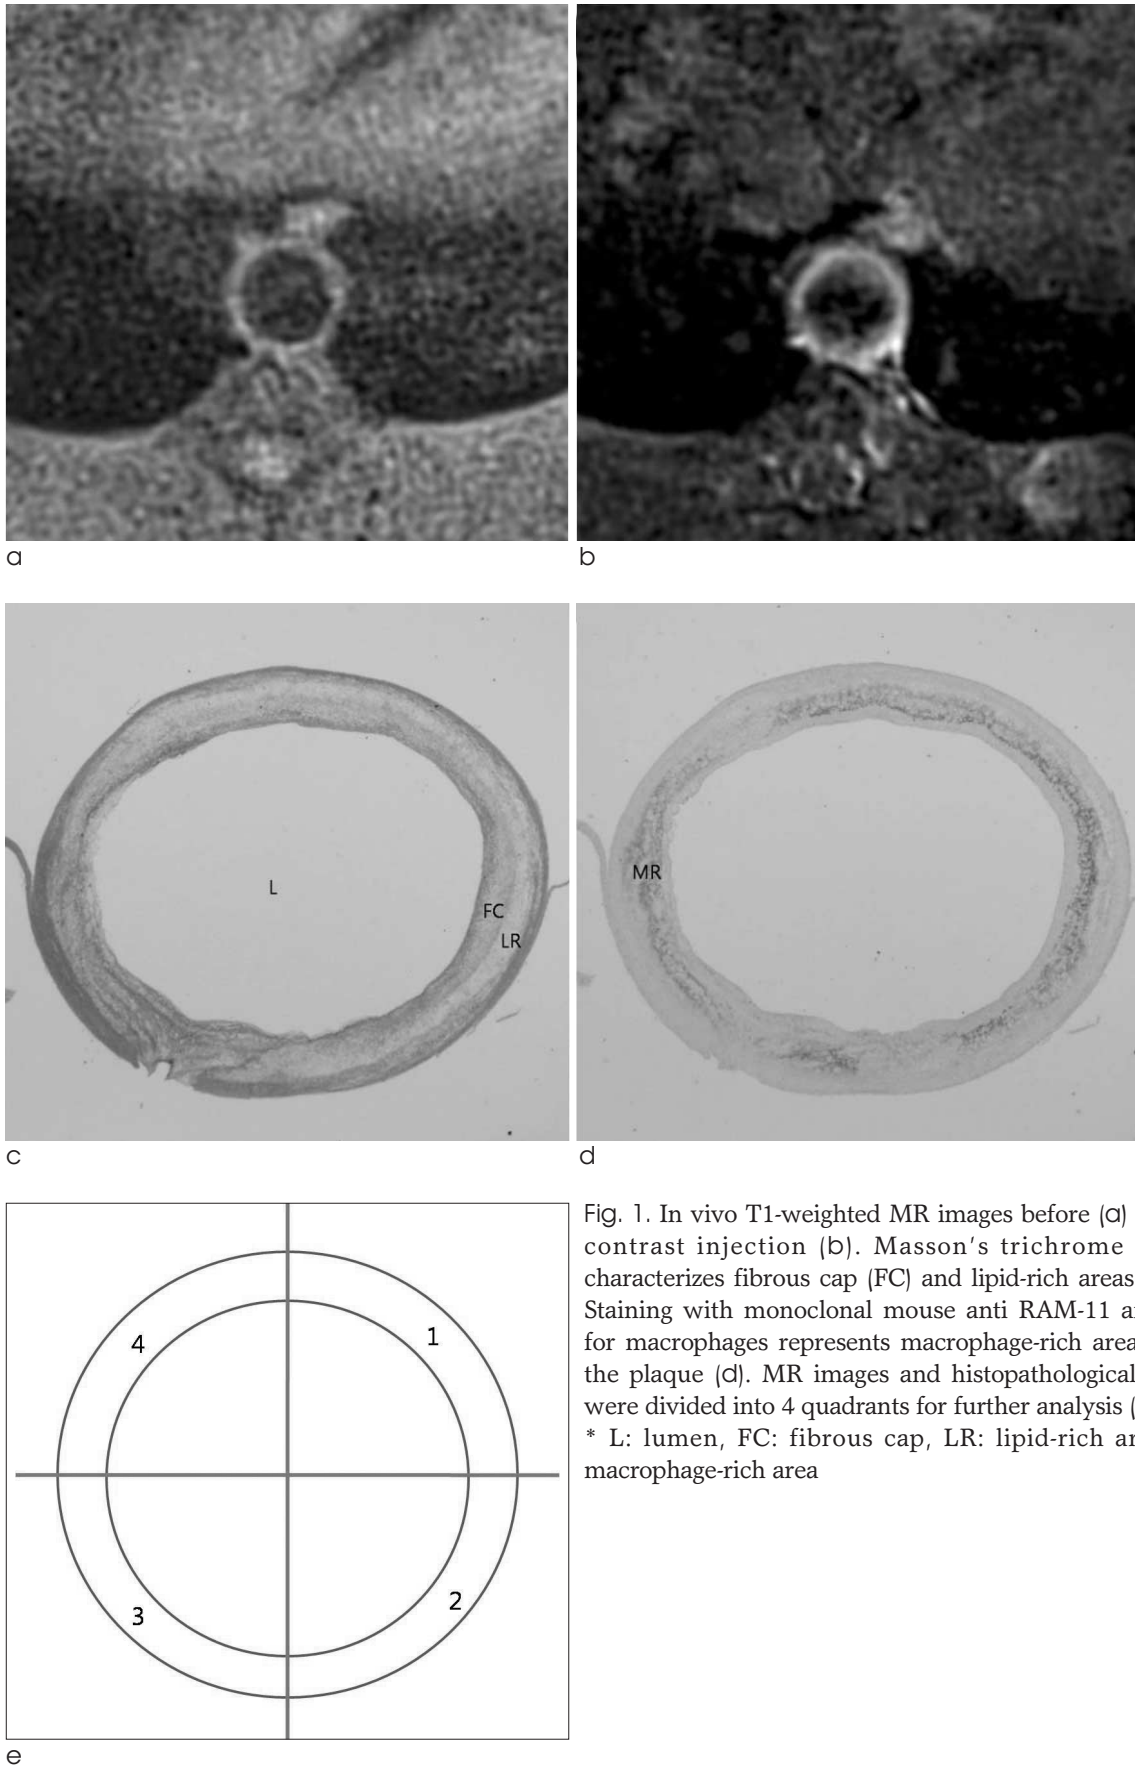 a
b
L
FC
LR
MR
c
d
4
1
3
2
e
Fig. 1. In vivo T1-weighted MR images before (a)
contrast injection (b). Masson's trichrome
characterizes fibrous cap (FC) and lipid-rich areas
Staining with monoclonal mouse anti RAM-11
for macrophages represents macrophage-rich
the plaque (d). MR images and histopathological
were divided into 4 quadrants for further analysis (
* L: lumen, FC: fibrous cap, LR: lipid-rich
macrophage-rich area